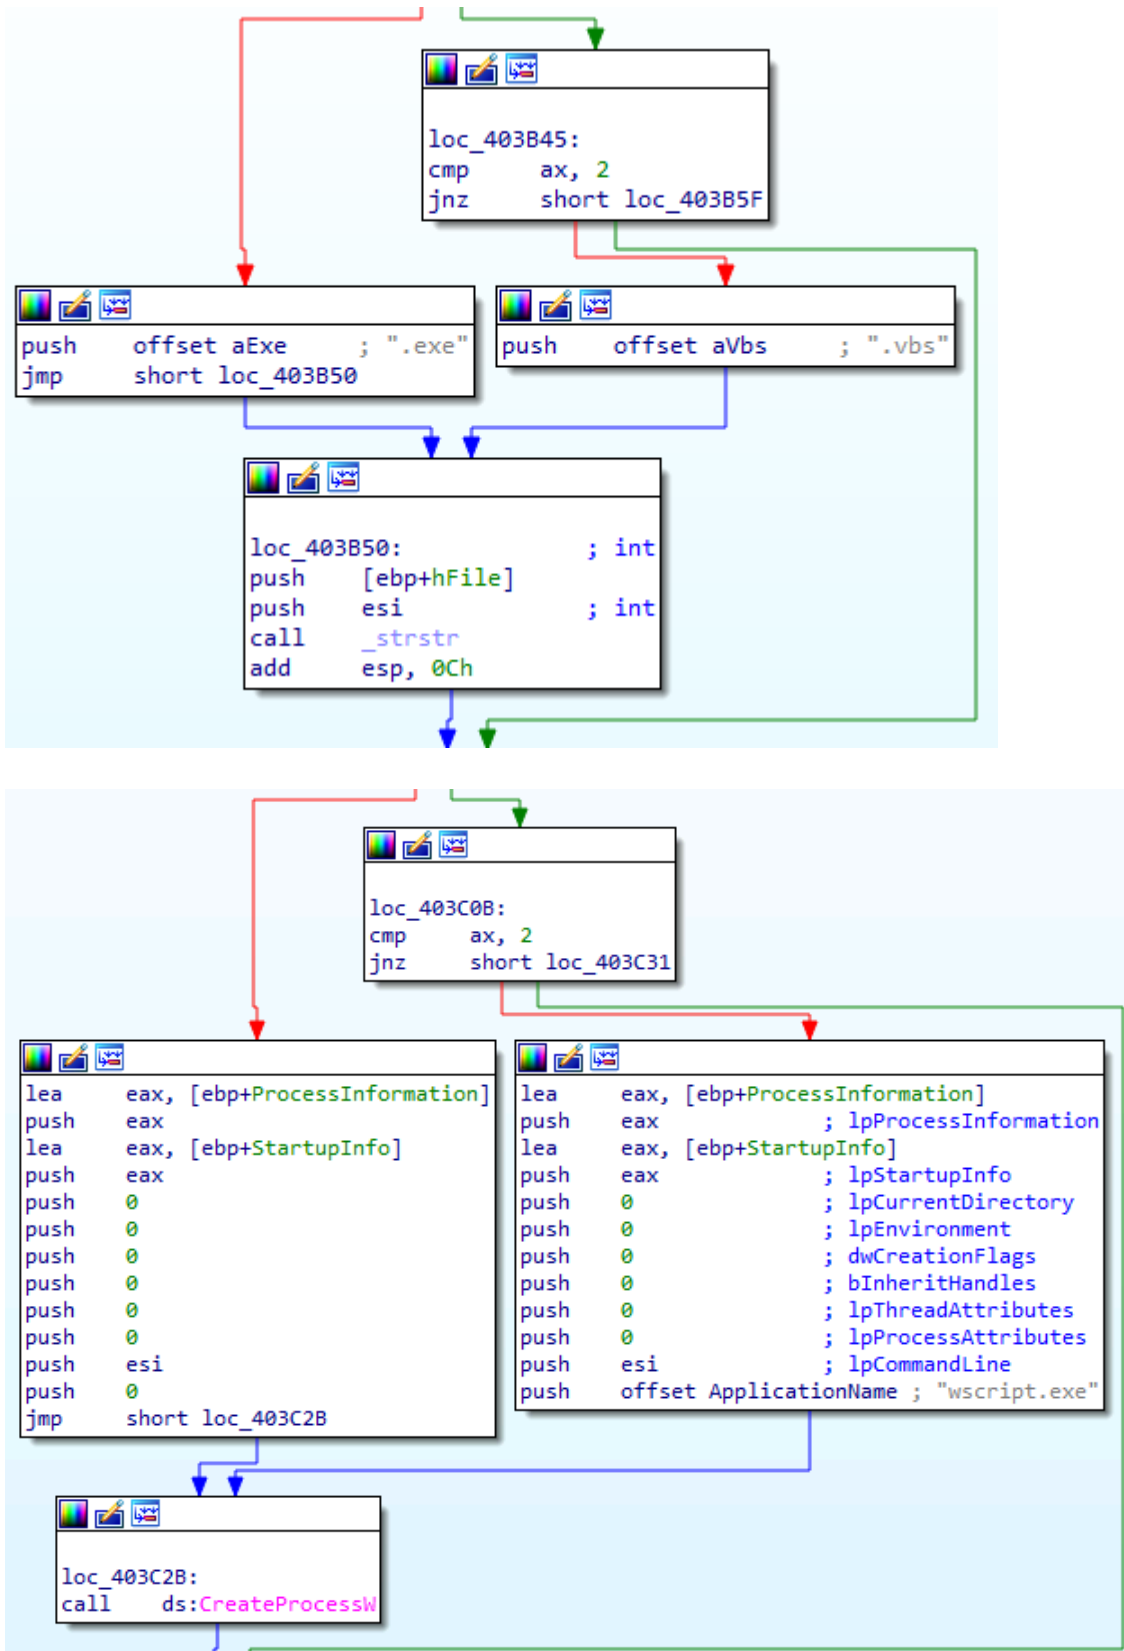 loc_403B45:
cmp ax, 2
jnz short loc_403B5F
push offset aExe ; ".exe"
jmp short loc_403B50
push offset aVbs ; ".vbs"
loc_403B50: ; int
push [ebp+hFile]
push esi ; int
call _strstr
add esp, 0Ch
loc_403C0B:
cmp ax, 2
jnz short loc_403C31
lea eax, [ebp+ProcessInformation]
push eax
lea eax, [ebp+StartupInfo]
push eax
push 0
push 0
push 0
push 0
push 0
push 0
push esi
push 0
jmp short loc_403C2B
lea eax, [ebp+ProcessInformation]
push eax ; lpProcessInformation
lea eax, [ebp+StartupInfo]
push eax ; lpStartupInfo
push 0 ; lpCurrentDirectory
push 0 ; lpEnvironment
push 0 ; dwCreationFlags
push 0 ; bInheritHandles
push 0 ; lpThreadAttributes
push 0 ; lpProcessAttributes
push esi ; lpCommandLine
push offset ApplicationName ; "wscript.exe"
loc_403C2B:
call ds:CreateProcessW